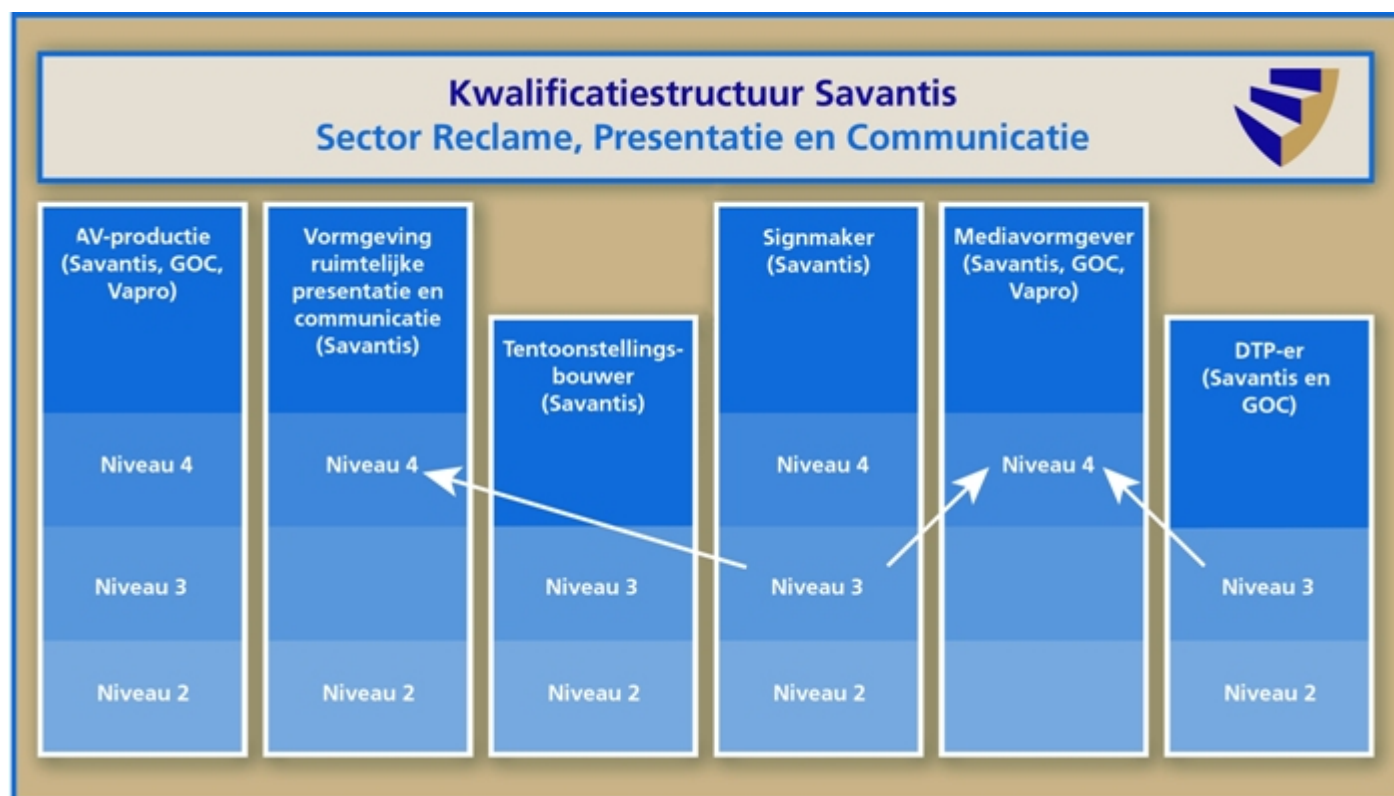 Kwalificatiestructuur Savantis
Sector Reclame, Presentatie en Communicatie
AV-productie
(Savantis, GOC,
Vapro)
Niveau 4
Niveau 3
Niveau 2
Vormgeving
ruimtelijke
presentatie en
communicatie
(Savantis)
Niveau 4
Niveau 2
Tentoonstellings-
bouwer
(Savantis)
Niveau 3
Niveau 2
Signmaker
(Savantis)
Niveau 4
Niveau 3
Niveau 2
Mediavormgever
(Savantis, GOC,
Vapro)
Niveau 4
DTP-er
(Savantis en
GOC)
Niveau 3
Niveau 2